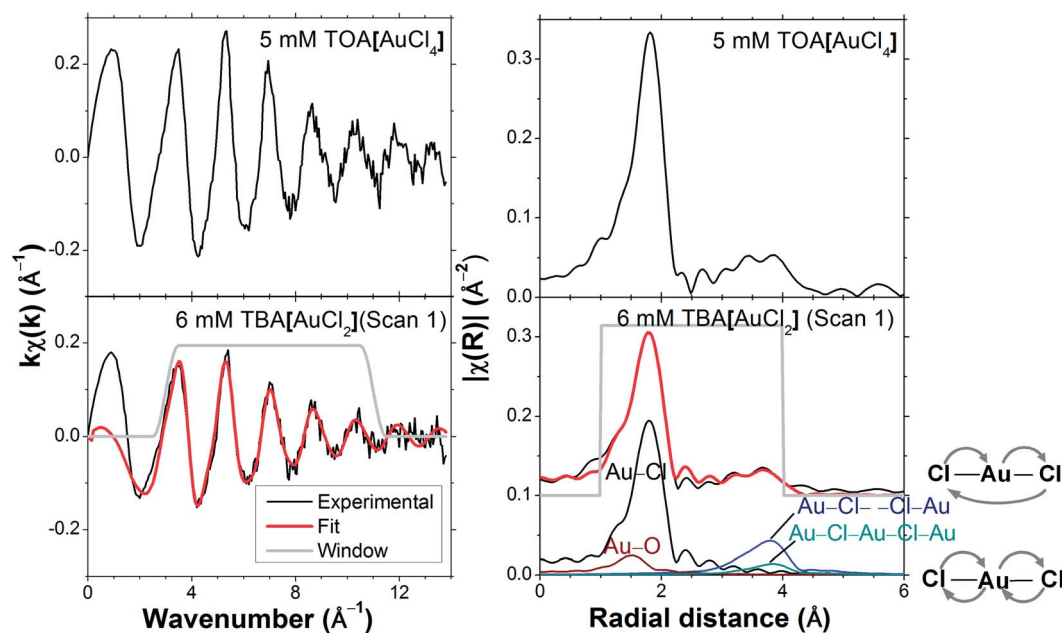 5 mM TOA[AuCl4]
0.2
0.0
-0.2
6 mM TBA[AuCl2](Scan 1)
0.2
0.0
-0.2
Experimental
Fit
Window
0 4 8 12
Wavenumber (Å−1)
kχ(k) (Å−1)
5 mM TOA[AuCl4]
0.3
0.2
0.1
0.0
6 mM TBA[AuCl2] (Scan 1)
0.3
0.2
Au–Cl
0.1
Au–Cl- -Cl–Au
Au–Cl–Au–Cl–Au
Au–O
0.0
0 2 4 6
Radial distance (Å)
|χ(R)| (Å−2)
Cl—Au—Cl
Cl—Au—Cl